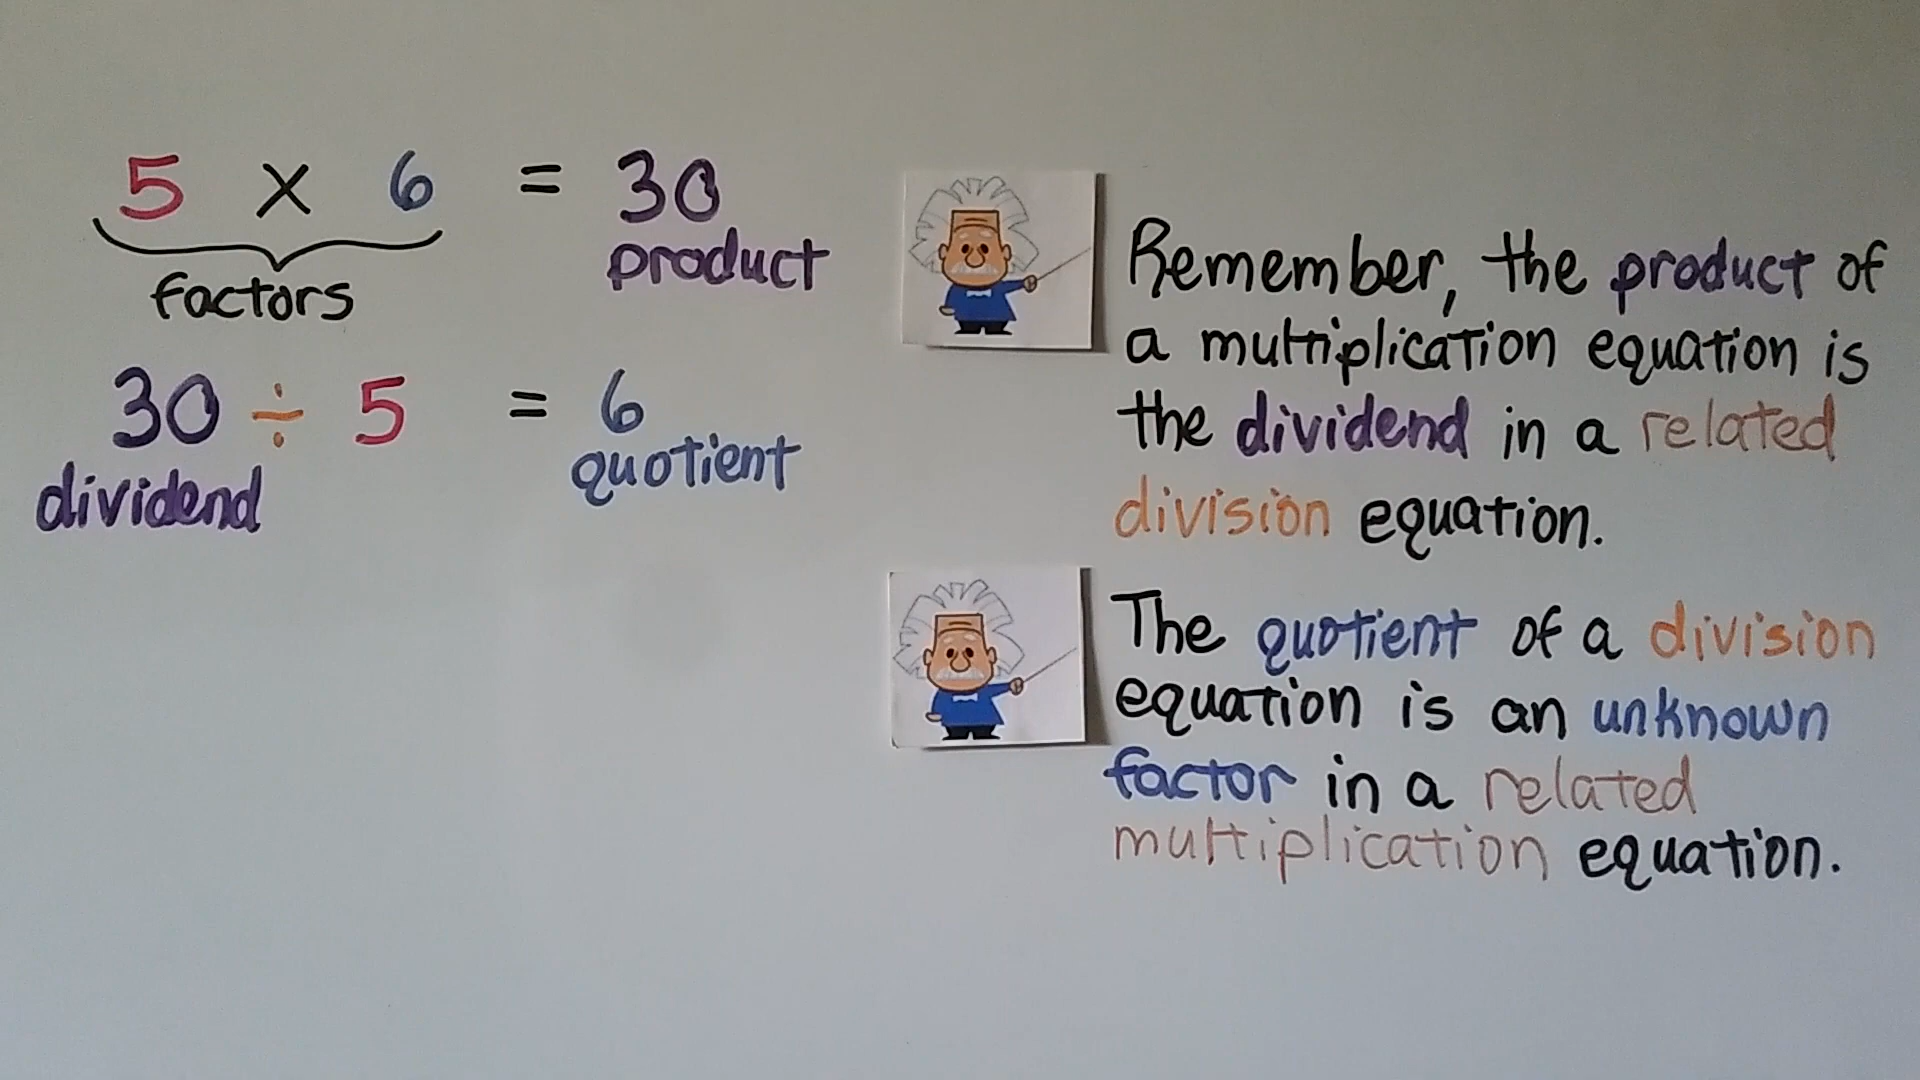 5 x 6 = 30
factors
product
30 ÷ 5 = 6
dividend
quotient
Remember, the product of
a multiplication equation is
the dividend in a related
division equation.
The quotient of a division
equation is an unknown
factor in a related
multiplication equation.